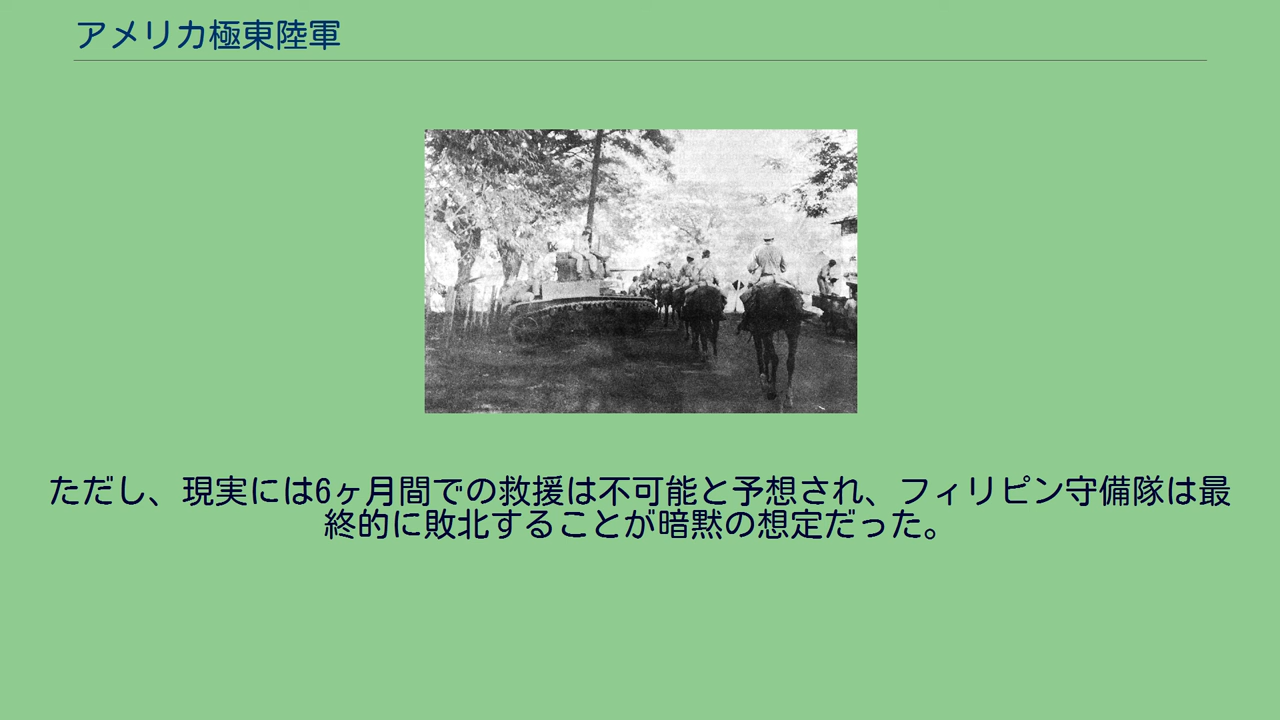 アメリカ極東陸軍
ただし、現実には6ヶ月間での救援は不可能と予想され、フィリピン守備隊は最
終的に敗北することが暗黙の想定だった。